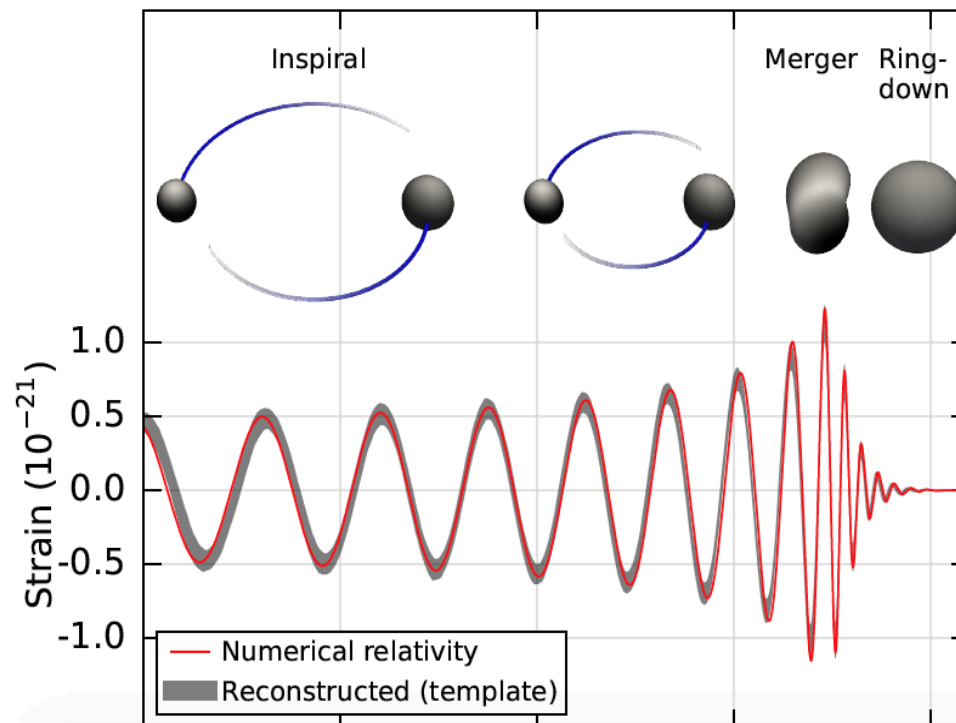 Inspiral
Merger
Ring-
down
1.0
0.5
0.0
-0.5
-1.0
Strain (10⁻²¹)
Numerical relativity
Reconstructed (template)